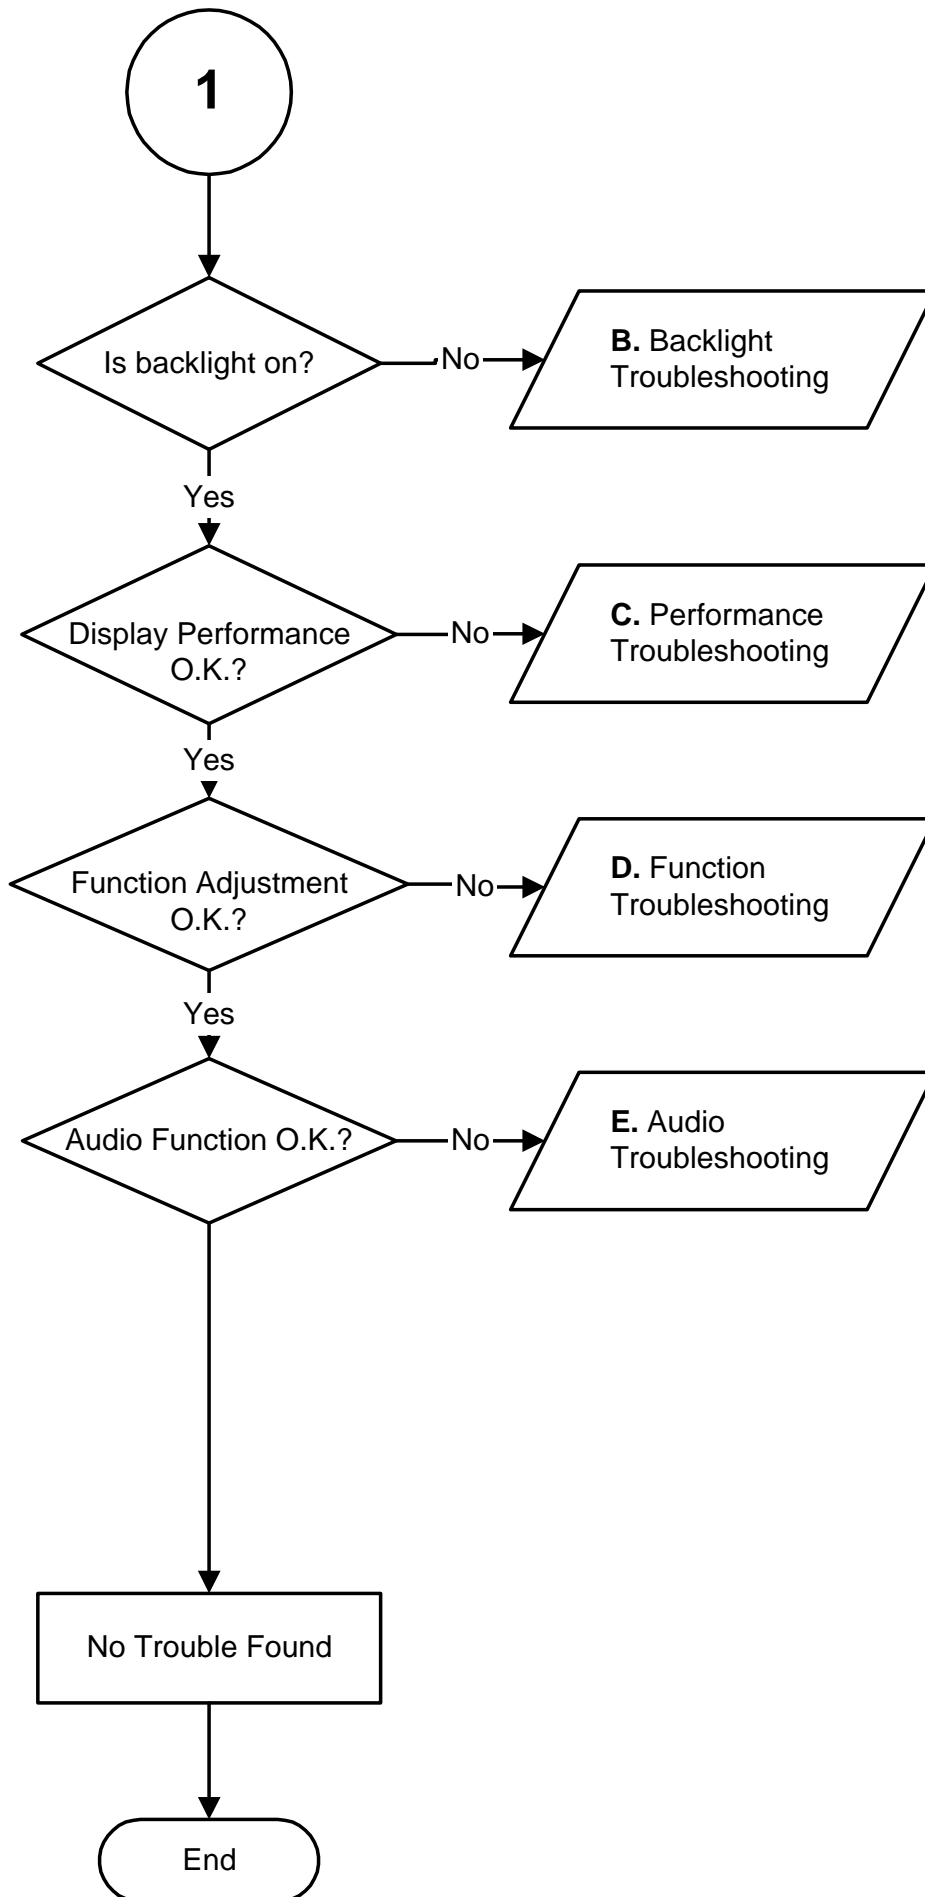 1
Is backlight on?
No
B. Backlight
Troubleshooting
Yes
Display Performance
O.K.?
No
C. Performance
Troubleshooting
Yes
Function Adjustment
O.K.?
No
D. Function
Troubleshooting
Yes
Audio Function O.K.?
No
E. Audio
Troubleshooting
No Trouble Found
End